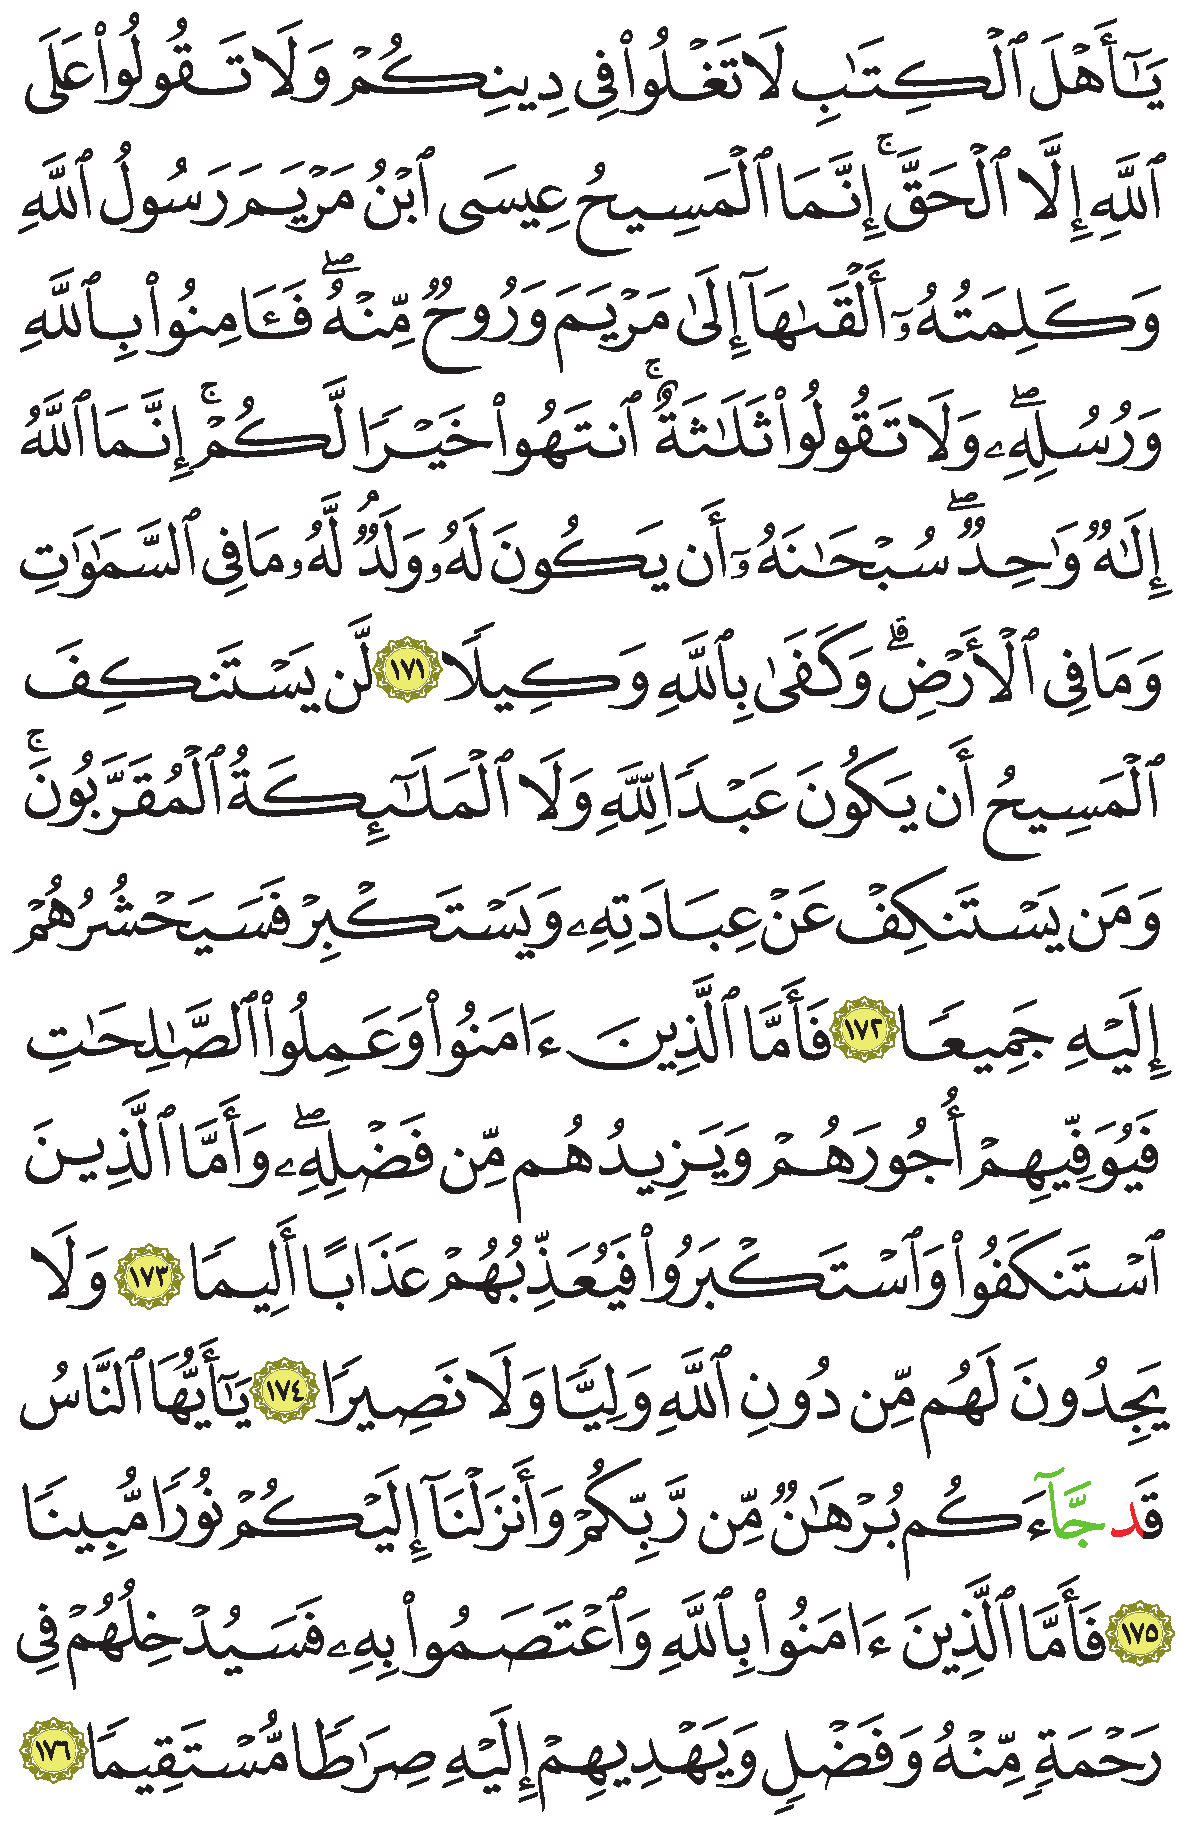 يَـٰٓأَهۡلَ ٱلۡكِتَـٰبِ لَا تَغۡلُواْ فِي دِينِكُمۡ وَلَا تَقُولُواْ عَلَى
ٱللَّهِ إِلَّا ٱلۡحَقَّۚ إِنَّمَا ٱلۡمَسِيحُ عِيسَى ٱبۡنُ مَرۡيَمَ رَسُولُ ٱللَّهِ
وَكَلِمَتُهُۥٓ أَلۡقَىٰهَآ إِلَىٰ مَرۡيَمَ وَرُوحٞ مِّنۡهُۖ فَـَٔامِنُواْ بِٱللَّهِ
وَرُسُلِهِۦۖ وَلَا تَقُولُواْ ثَلَـٰثَةٌۚ ٱنتَهُواْ خَيۡرٗا لَّكُمۡۚ إِنَّمَا ٱللَّهُ
إِلَـٰهٞ وَٰحِدٞۖ سُبۡحَـٰنَهُۥٓ أَن يَكُونَ لَهُۥ وَلَدٞۘ لَّهُۥ مَا فِي ٱلسَّمَٰوَٰتِ
وَمَا فِي ٱلۡأَرۡضِۗ وَكَفَىٰ بِٱللَّهِ وَكِيلٗا ١٧١ لَّن يَسۡتَنكِفَ
ٱلۡمَسِيحُ أَن يَكُونَ عَبۡدٗا لِّلَّهِ وَلَا ٱلۡمَلَـٰٓئِكَةُ ٱلۡمُقَرَّبُونَۚ
وَمَن يَسۡتَنكِفۡ عَنۡ عِبَادَتِهِۦ وَيَسۡتَكۡبِرۡ فَسَيَحۡشُرُهُمۡ
إِلَيۡهِ جَمِيعٗا ١٧٢ فَأَمَّا ٱلَّذِينَ ءَامَنُواْ وَعَمِلُواْ ٱلصَّـٰلِحَـٰتِ
فَيُوَفِّيهِمۡ أُجُورَهُمۡ وَيَزِيدُهُم مِّن فَضۡلِهِۦۖ وَأَمَّا ٱلَّذِينَ
ٱسۡتَنكَفُواْ وَٱسۡتَكۡبَرُواْ فَيُعَذِّبُهُمۡ عَذَابًا أَلِيمٗا ١٧٣ وَلَا
يَجِدُونَ لَهُم مِّن دُونِ ٱللَّهِ وَلِيّٗا وَلَا نَصِيرٗا ١٧٤ يَـٰٓأَيُّهَا ٱلنَّاسُ
قَد جَّآءَكُم بُرۡهَـٰنٞ مِّن رَّبِّكُمۡ وَأَنزَلۡنَآ إِلَيۡكُمۡ نُورٗا مُّبِينٗا
١٧٥ فَأَمَّا ٱلَّذِينَ ءَامَنُواْ بِٱللَّهِ وَٱعۡتَصَمُواْ بِهِۦ فَسَيُدۡخِلُهُمۡ فِي
رَحۡمَةٖ مِّنۡهُ وَفَضۡلٖ وَيَهۡدِيهِمۡ إِلَيۡهِ صِرَٰطٗا مُّسۡتَقِيمٗا ١٧٦